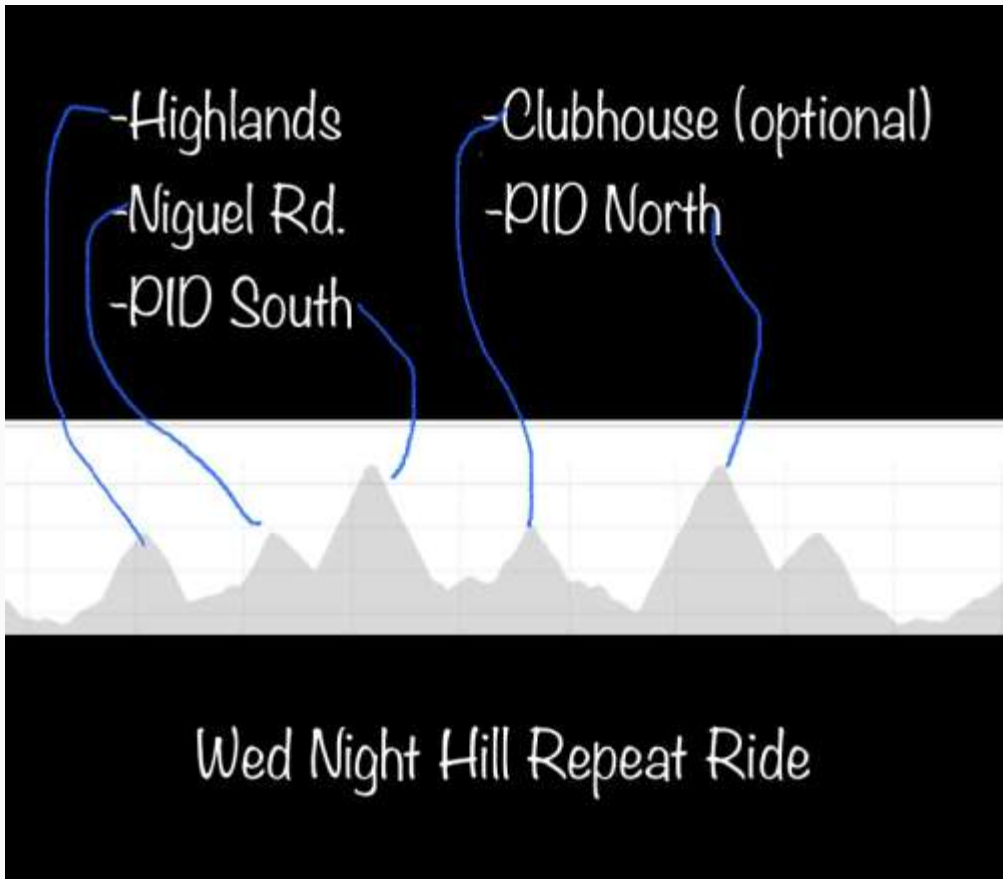 -Highlands
-Niguel Rd.
-PID South
-Clubhouse (optional)
-PID North
Wed Night Hill Repeat Ride